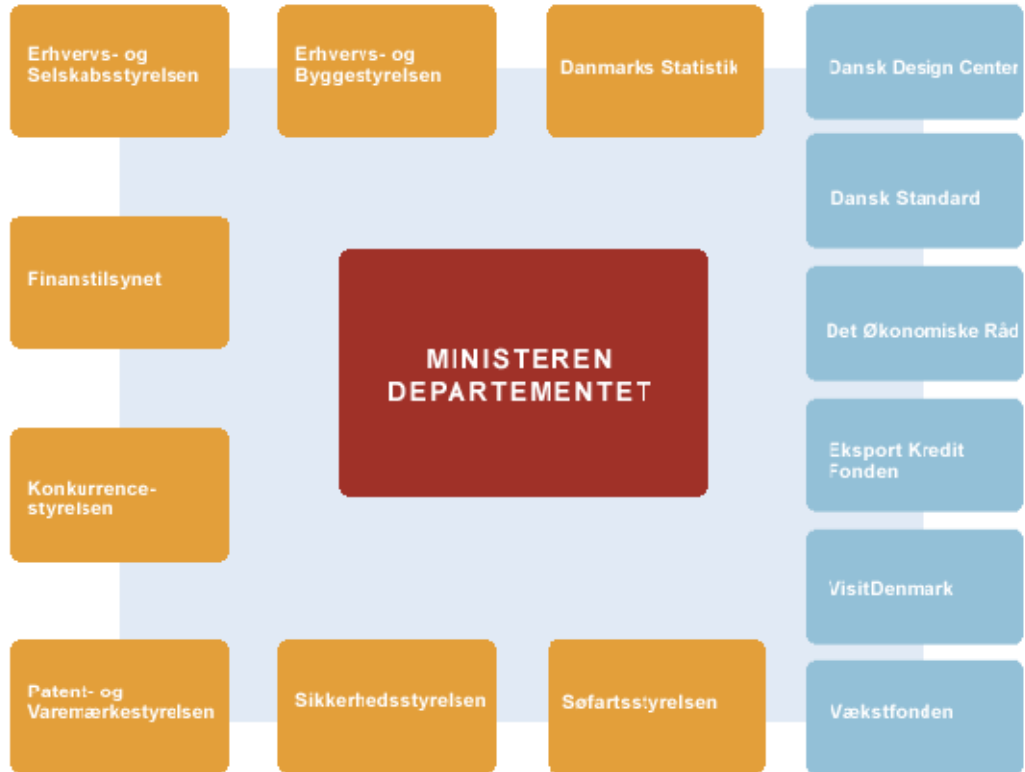 Erhvervs- og
Selskabsstyrelsen
Erhvervs- og
Byggestyrelsen
Danmarks Statistik
Dansk Design Center
Dansk Standard
Finanstilsynet
Det Økonomiske Råd
MINISTEREN
DEPARTEMENTET
Eksport Kredit
Fonden
Konkurrence-
styrelsen
VisitDenmark
Patent- og
Varemærkestyrelsen
Sikkerhedsstyrelsen
Søfartsstyrelsen
Vækstfonden